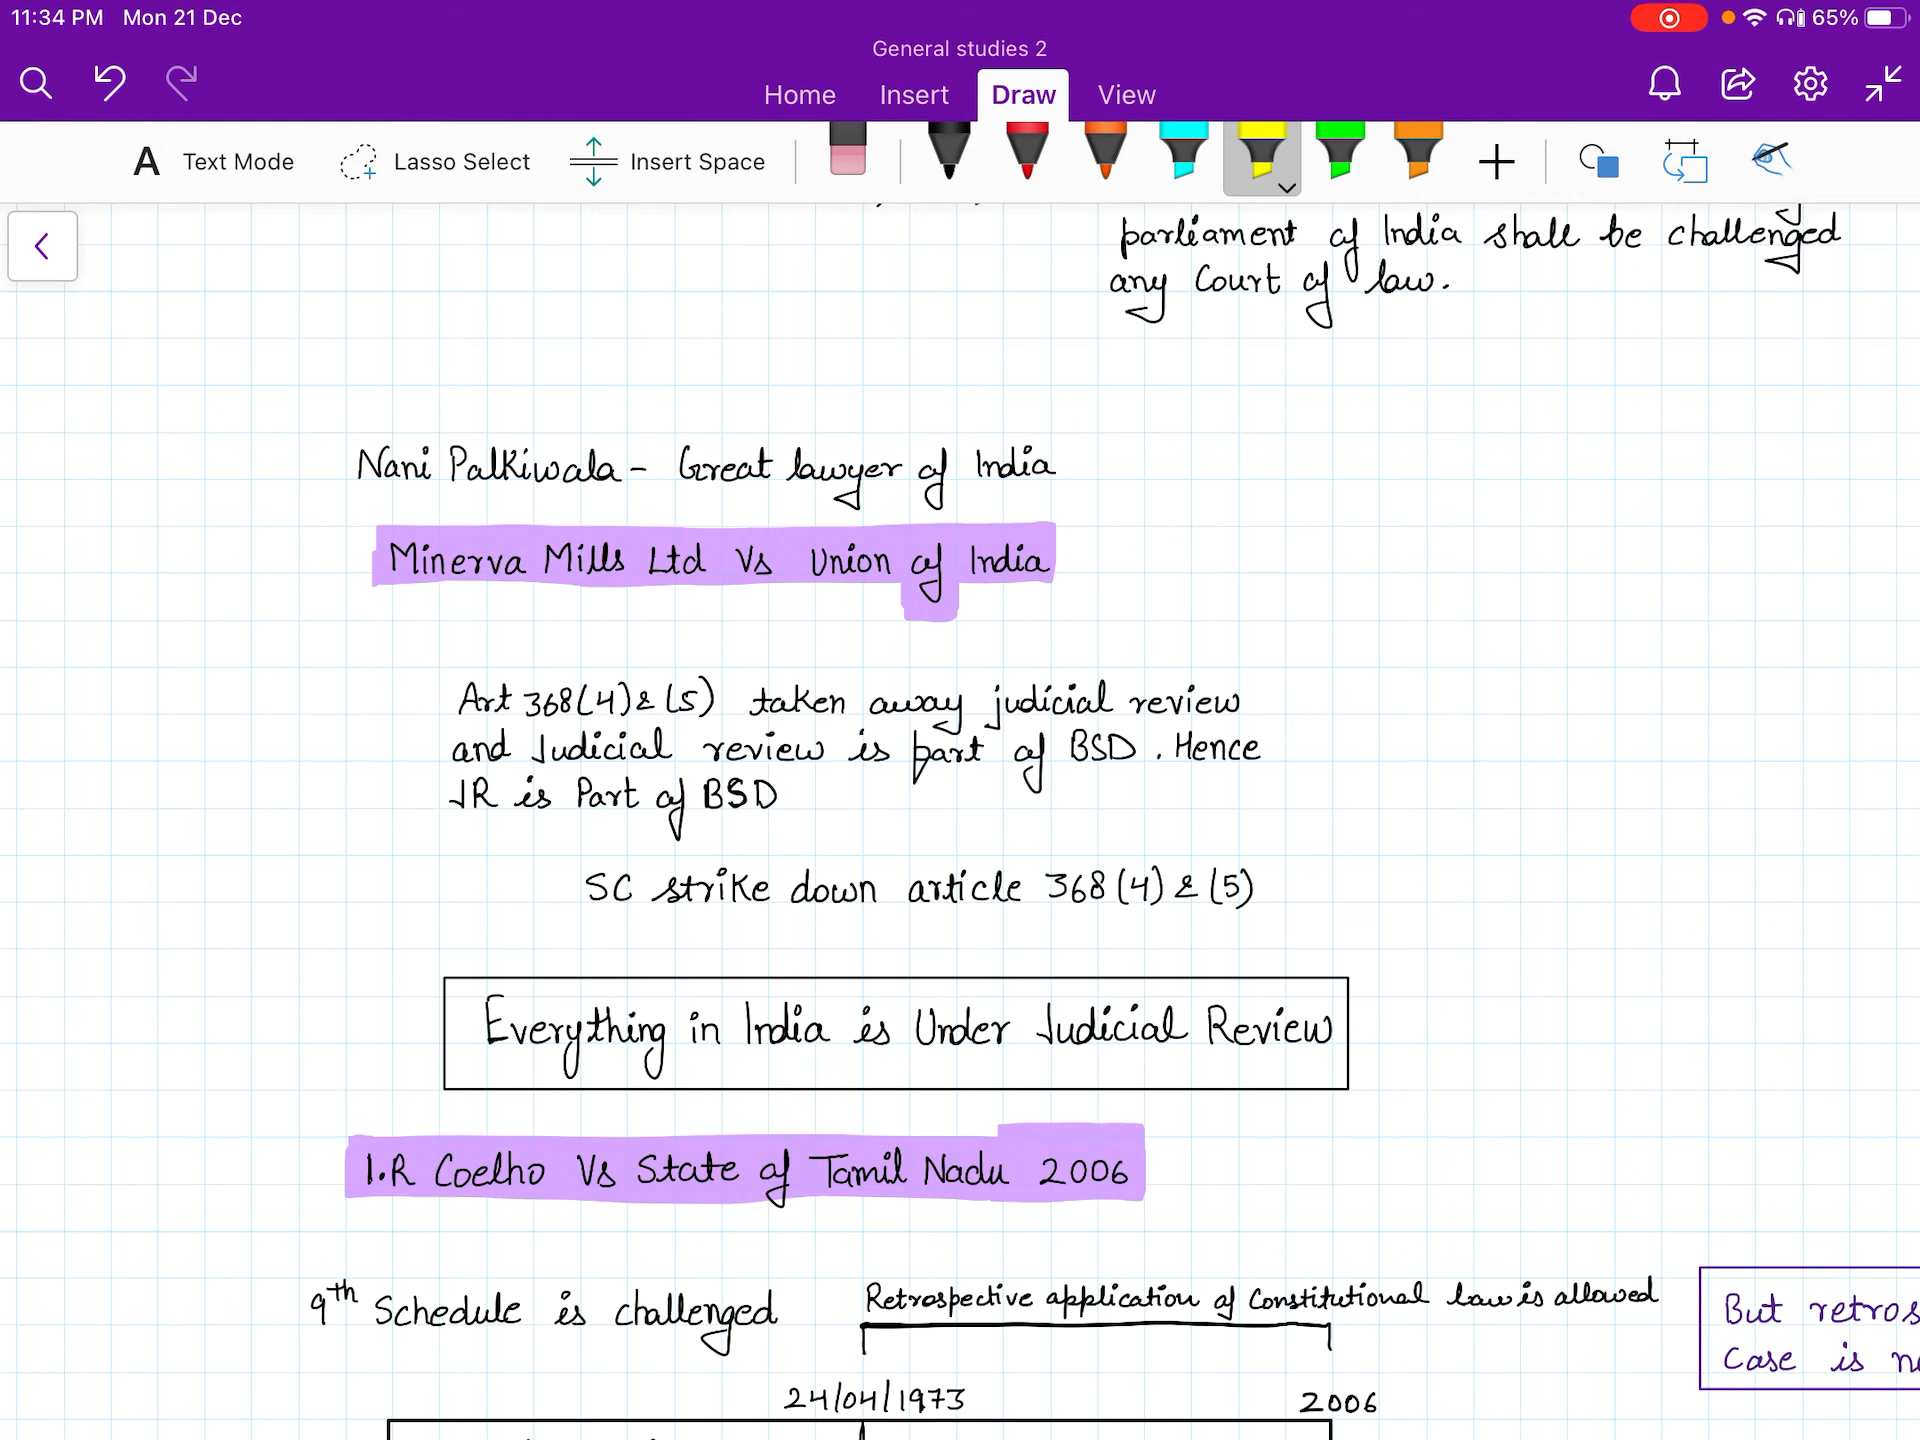 11:34 PM Mon 21 Dec
65%
General studies 2
Home Insert Draw View
A Text Mode Lasso Select Insert Space
parliament of India shall be challenged
any Court of law.
Nani Palkiwala - Great lawyer of India
Minerva Mills Ltd Vs Union of India
Art 368(4) & (5) taken away judicial review
and Judicial review is part of BSD. Hence
JR is Part of BSD
SC strike down article 368 (4) & (5)
Everything in India is Under Judicial Review
I.R Coelho Vs State of Tamil Nadu 2006
9th Schedule is challenged
Retrospective application of Constitutional law is allowed
But retros
Case is n
24/04/1973 2006